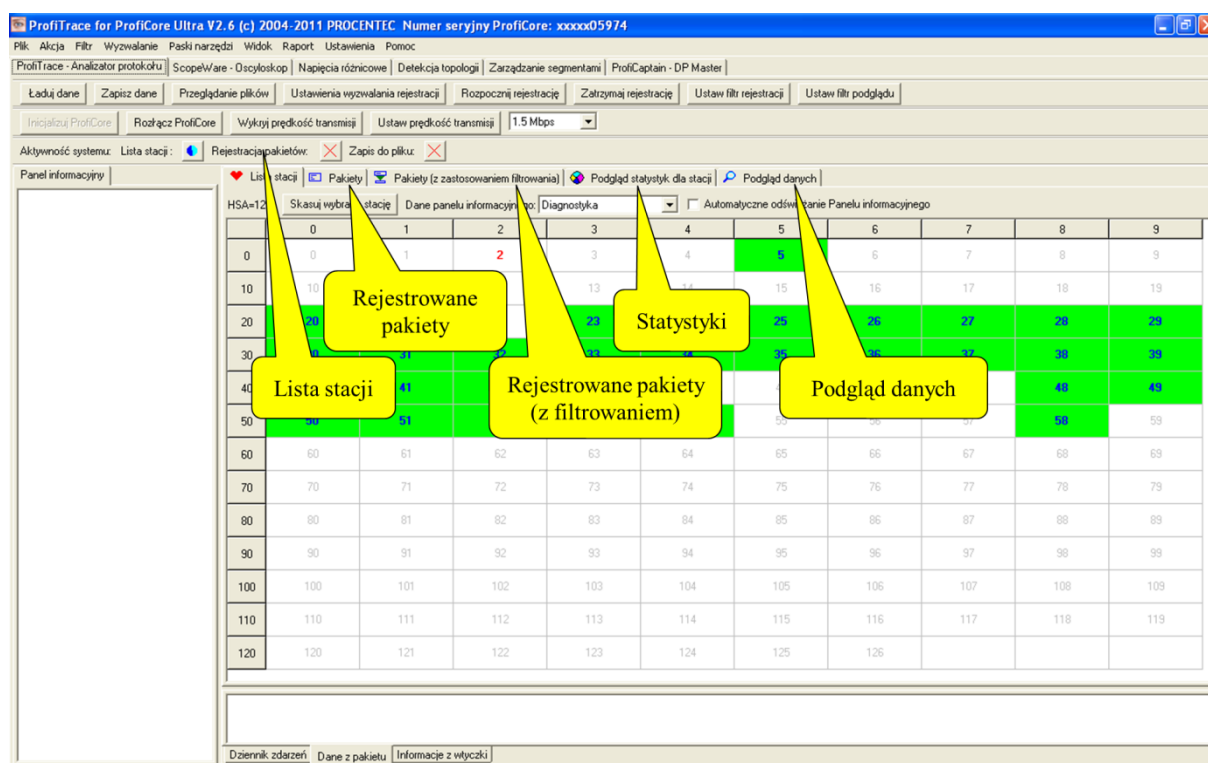 ProfiTrace for ProfiCore Ultra V2.6 (c) 2004-2011 PROCENTEC Numer seryjny ProfiCore: xxxxx05974
Plik Akcja Filtr Wyzwalanie Paski narzędzi Widok Raport Ustawienia Pomoc
ProfiTrace - Analizator protokołu ScopeWare - Oscyloskop Napięcia różnicowe Detekcja topologii Zarządzanie segmentami ProfiCaptain - DP Master
Ładuj dane Zapisz dane Przeglądanie plików Ustawienia wyzwalania rejestracji Rozpocznij rejestrację Zatrzymaj rejestrację Ustaw filtr rejestracji Ustaw filtr podglądu
Inicjalizuj ProfiCore Rozłącz ProfiCore Wykryj prędkość transmisji Ustaw prędkość transmisji 1.5 Mbps
Aktywność systemu: Lista stacji: Rejestracja pakietów: Zapis do pliku:
Panel informacyjny Lista stacji Pakiety Pakiety (z zastosowaniem filtrowania) Podgląd statystyk dla stacji Podgląd danych
HSA=12 Skasuj wybraną stację Dane panelu informacyjnego: Diagnostyka Automatyczne odświeżanie Panelu informacyjnego
0 1 2 3 4 5 6 7 8 9
0 0 1 2 3 4 5 6 7 8 9
10 10 13 14 15 16 17 18 19
Rejestrowane
pakiety
Statystyki
20 20 23 25 26 27 28 29
30 31 32 33 34 35 36 37 38 39
Lista stacji
Rejestrowane pakiety
(z filtrowaniem)
Podgląd danych
40 41 48 49
50 50 51 55 56 57 58 59
60 60 61 62 63 64 65 66 67 68 69
70 70 71 72 73 74 75 76 77 78 79
80 80 81 82 83 84 85 86 87 88 89
90 90 91 92 93 94 95 96 97 98 99
100 100 101 102 103 104 105 106 107 108 109
110 110 111 112 113 114 115 116 117 118 119
120 120 121 122 123 124 125 126
Dziennik zdarzeń Dane z pakietu Informacje z wtyczki